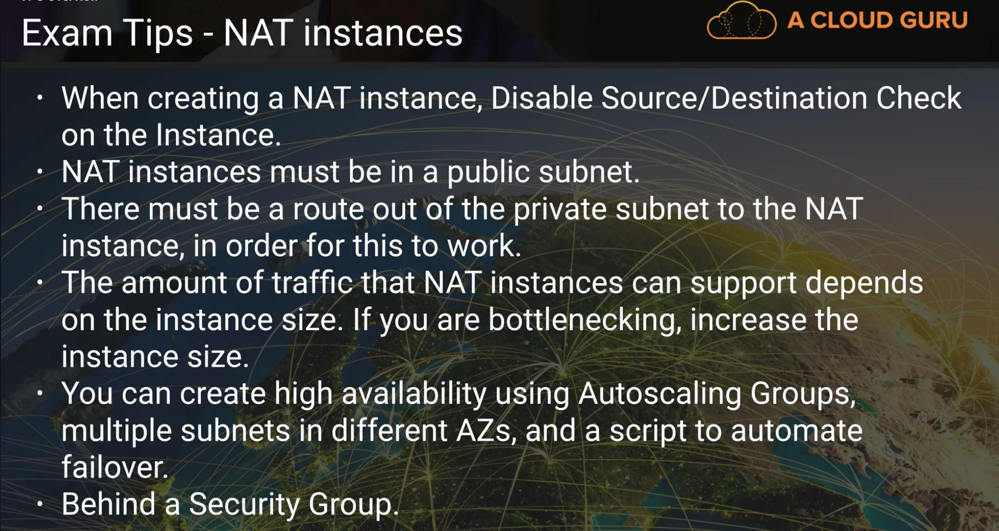 Exam Tips - NAT instances
A CLOUD GURU
• When creating a NAT instance, Disable Source/Destination Check
on the Instance.
• NAT instances must be in a public subnet.
• There must be a route out of the private subnet to the NAT
instance, in order for this to work.
• The amount of traffic that NAT instances can support depends
on the instance size. If you are bottlenecking, increase the
instance size.
• You can create high availability using Autoscaling Groups,
multiple subnets in different AZs, and a script to automate
failover.
• Behind a Security Group.